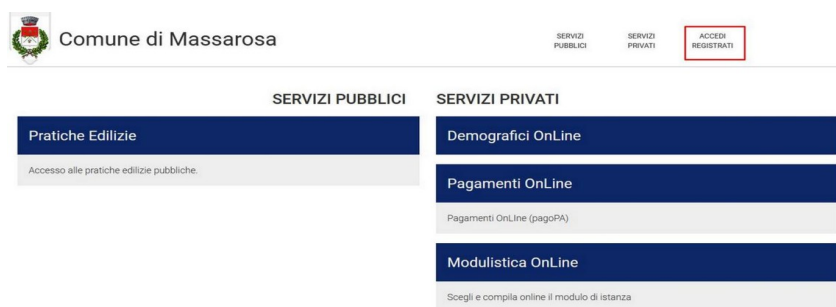 Comune di Massarosa
SERVIZI
PUBBLICI
SERVIZI
PRIVATI
ACCEDI
REGISTRATI
SERVIZI PUBBLICI
Pratiche Edilizie
Accesso alle pratiche edilizie pubbliche.
SERVIZI PRIVATI
Demografici OnLine
Pagamenti OnLine
Pagamenti OnLIne (pagoPA)
Modulistica OnLine
Scegli e compila online il modulo di istanza